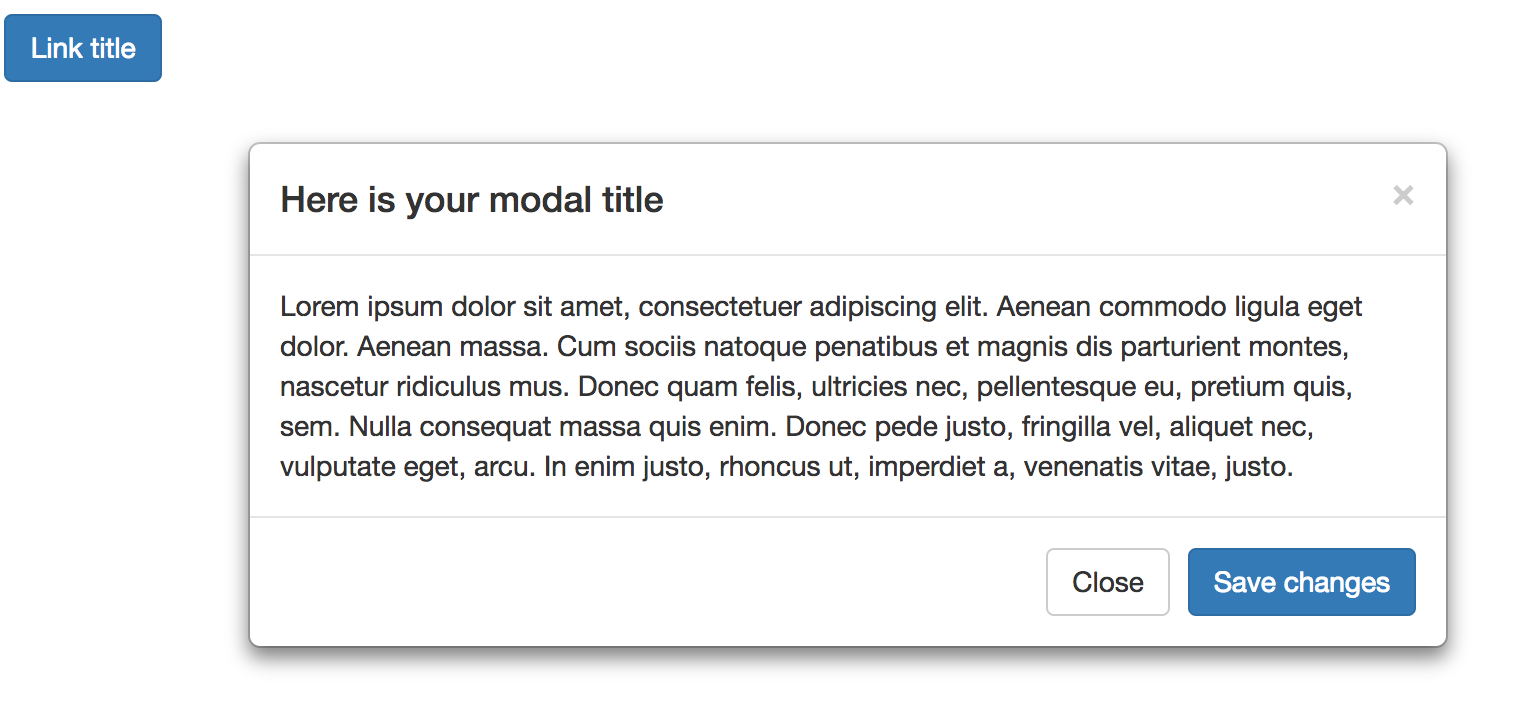 Link title
Here is your modal title
×
Lorem ipsum dolor sit amet, consectetuer adipiscing elit. Aenean commodo ligula eget
dolor. Aenean massa. Cum sociis natoque penatibus et magnis dis parturient montes,
nascetur ridiculus mus. Donec quam felis, ultricies nec, pellentesque eu, pretium quis,
sem. Nulla consequat massa quis enim. Donec pede justo, fringilla vel, aliquet nec,
vulputate eget, arcu. In enim justo, rhoncus ut, imperdiet a, venenatis vitae, justo.
Close
Save changes